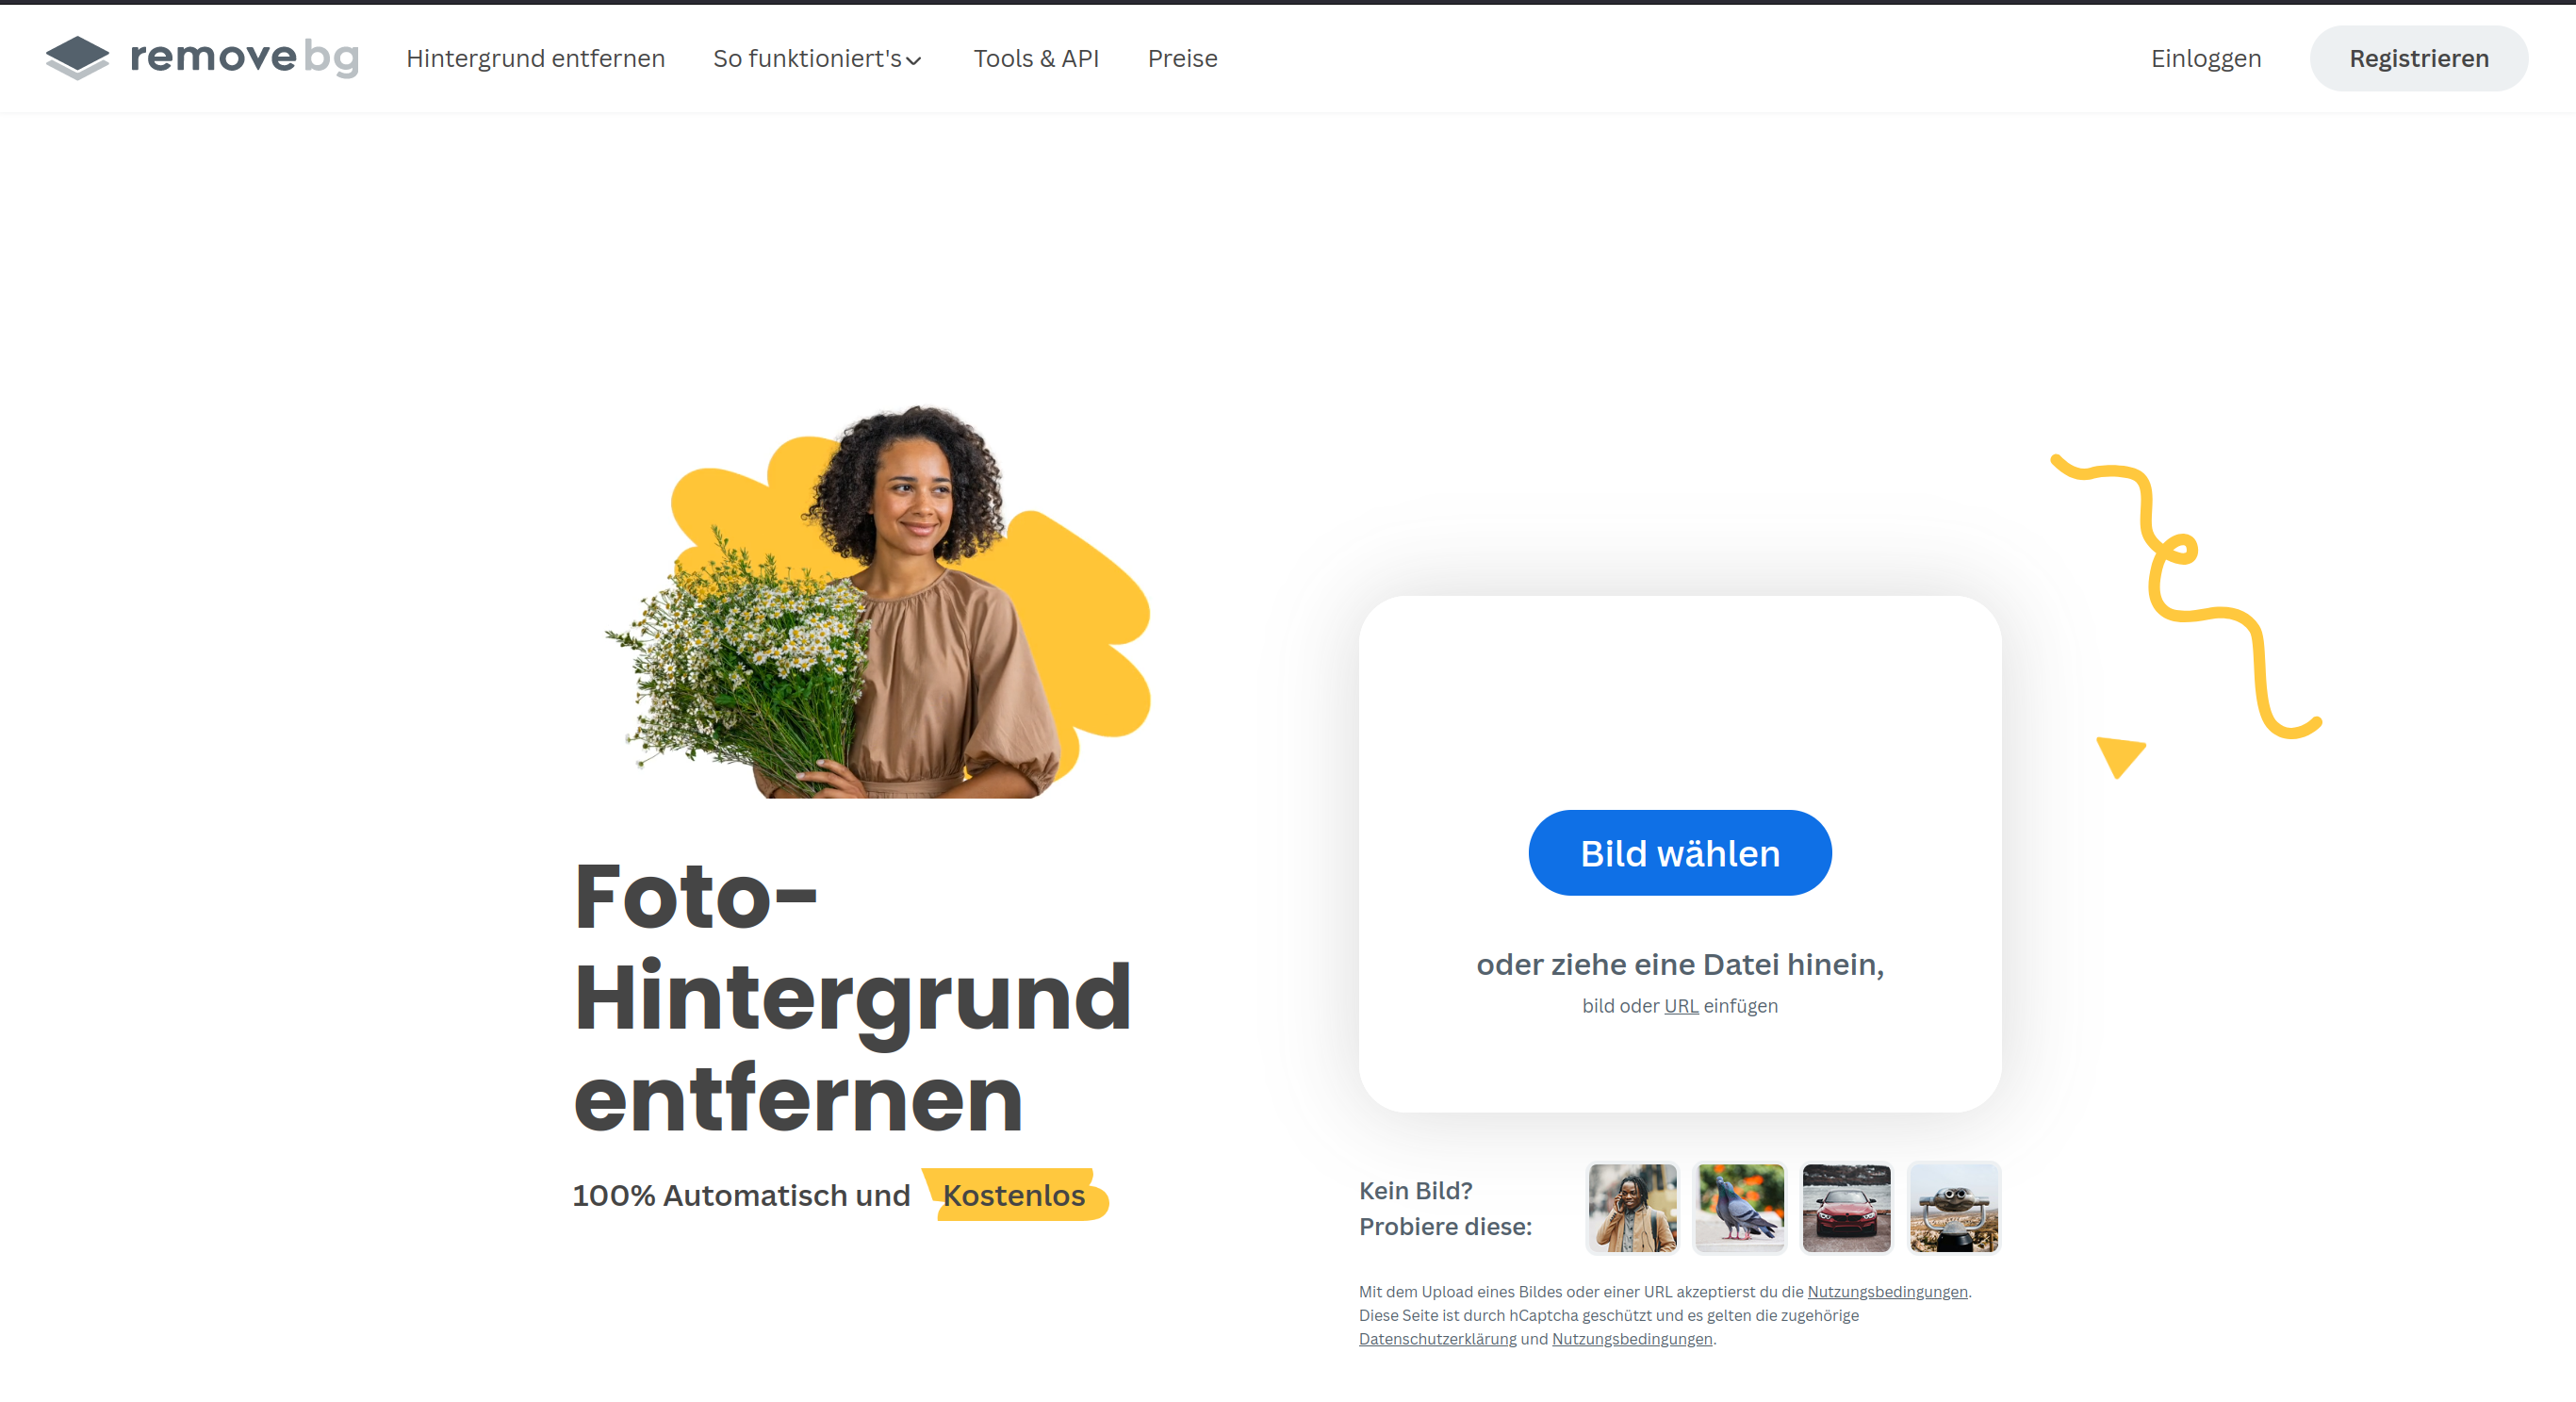 removebg
Hintergrund entfernen
So funktioniert's
Tools & API
Preise
Einloggen
Registrieren
Foto-
Hintergrund
entfernen
100% Automatisch und Kostenlos
Bild wählen
oder ziehe eine Datei hinein,
bild oder URL einfügen
Kein Bild?
Probiere diese:
Mit dem Upload eines Bildes oder einer URL akzeptierst du die Nutzungsbedingungen.
Diese Seite ist durch hCaptcha geschützt und es gelten die zugehörige
Datenschutzerklärung und Nutzungsbedingungen.